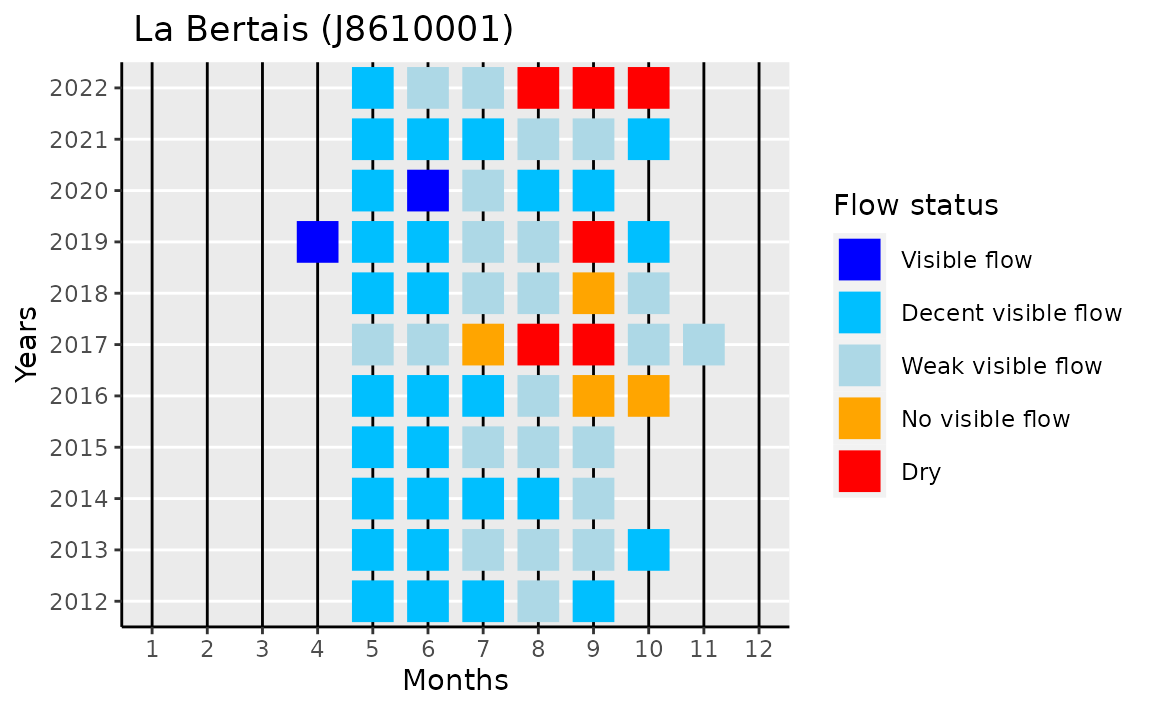 La Bertais (J8610001)
2022
2021
2020
2019
2018
2017
2016
2015
2014
2013
2012
Years
1 2 3 4 5 6 7 8 9 10 11 12
Months
Flow status
Visible flow
Decent visible flow
Weak visible flow
No visible flow
Dry